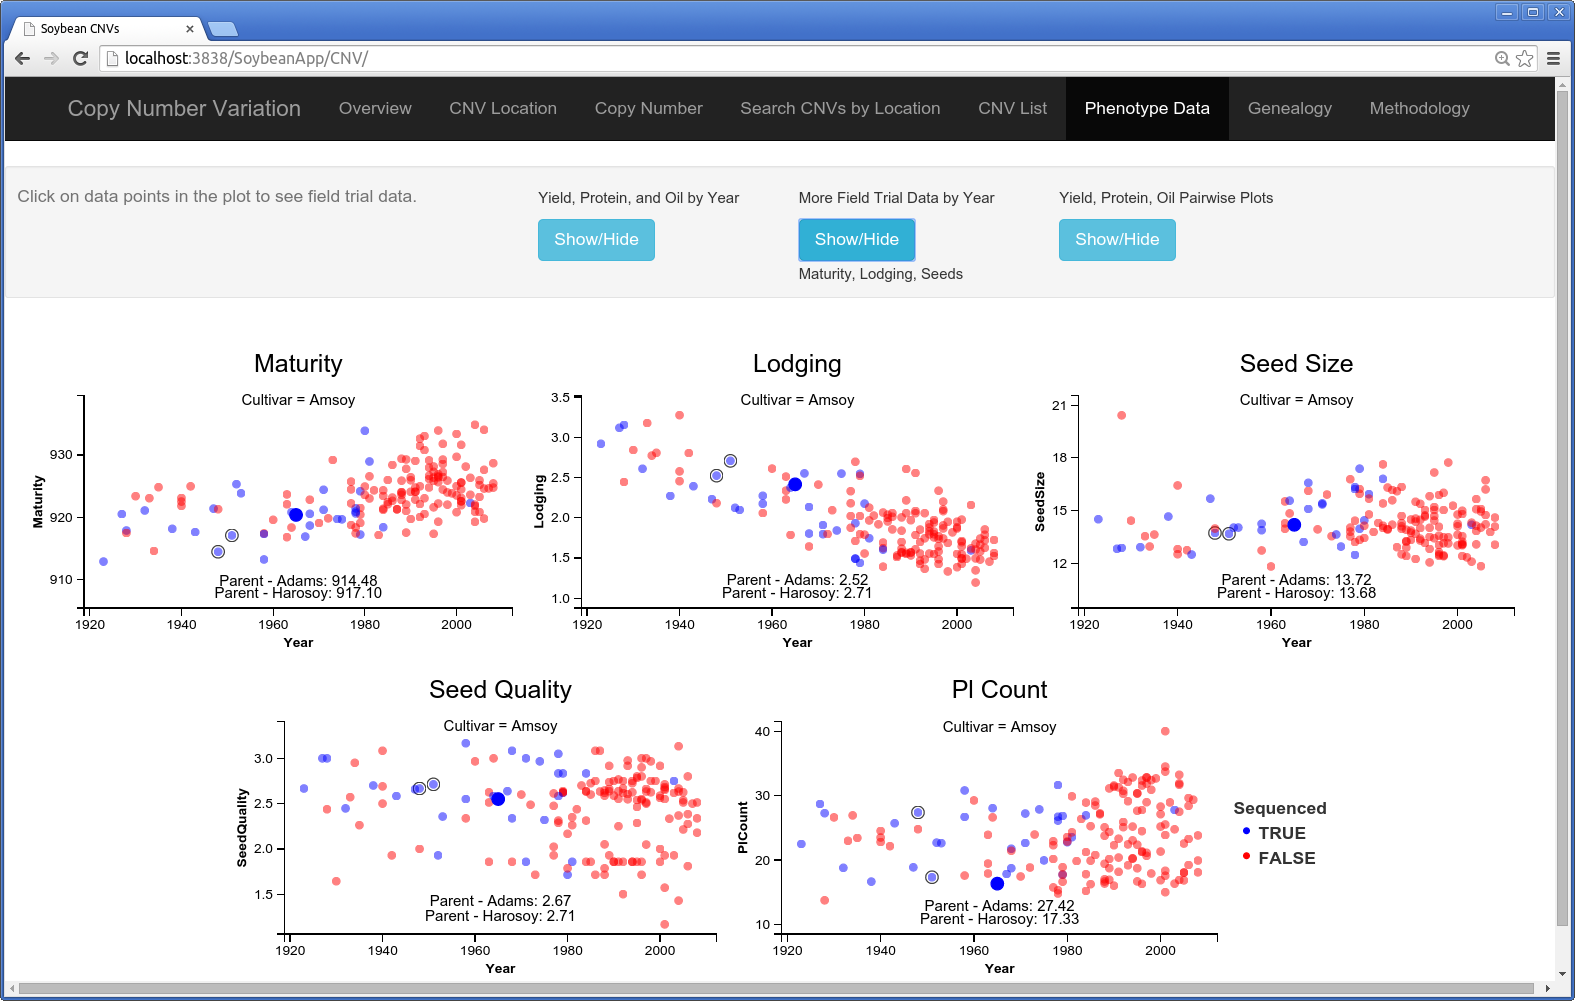 Soybean CNVs
localhost:3838/SoybeanApp/CNV/
Copy Number Variation Overview CNV Location Copy Number Search CNVs by Location CNV List Phenotype Data Genealogy Methodology
Click on data points in the plot to see field trial data.
Yield, Protein, and Oil by Year
Show/Hide
More Field Trial Data by Year
Show/Hide
Maturity, Lodging, Seeds
Yield, Protein, Oil Pairwise Plots
Show/Hide
Maturity
Cultivar = Amsoy
930
920
910
Maturity
Parent - Adams: 914.48
Parent - Harosoy: 917.10
1920 1940 1960 1980 2000
Year
Lodging
Cultivar = Amsoy
3.5
3.0
2.5
2.0
1.5
1.0
Lodging
Parent - Adams: 2.52
Parent - Harosoy: 2.71
1920 1940 1960 1980 2000
Year
Seed Size
Cultivar = Amsoy
21
18
15
12
SeedSize
Parent - Adams: 13.72
Parent - Harosoy: 13.68
1920 1940 1960 1980 2000
Year
Seed Quality
Cultivar = Amsoy
3.0
2.5
2.0
1.5
SeedQuality
Parent - Adams: 2.67
Parent - Harosoy: 2.71
1920 1940 1960 1980 2000
Year
Pl Count
Cultivar = Amsoy
40
30
20
10
PlCount
Parent - Adams: 27.42
Parent - Harosoy: 17.33
1920 1940 1960 1980 2000
Year
Sequenced
TRUE
FALSE